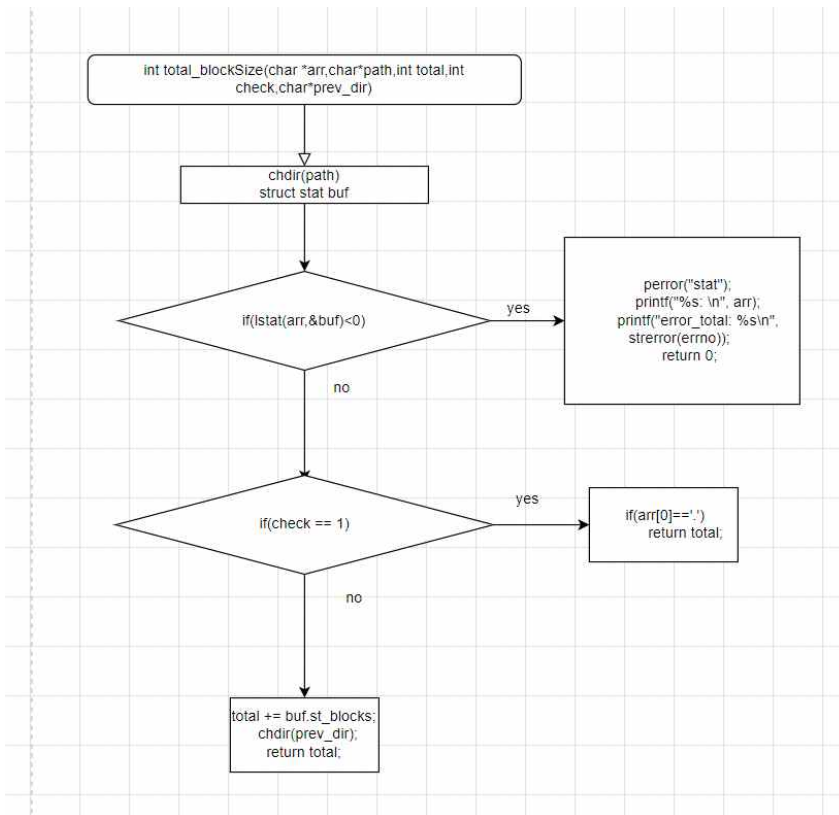 int total_blockSize(char *arr,char*path,int total,int
check,char*prev_dir)
chdir(path)
struct stat buf
if(lstat(arr,&buf)<0)
yes
perror("stat");
printf("%s: \n", arr);
printf("error_total: %s\n",
strerror(errno));
return 0;
no
if(check == 1)
yes
if(arr[0]=='.')
return total;
no
total += buf.st_blocks;
chdir(prev_dir);
return total;